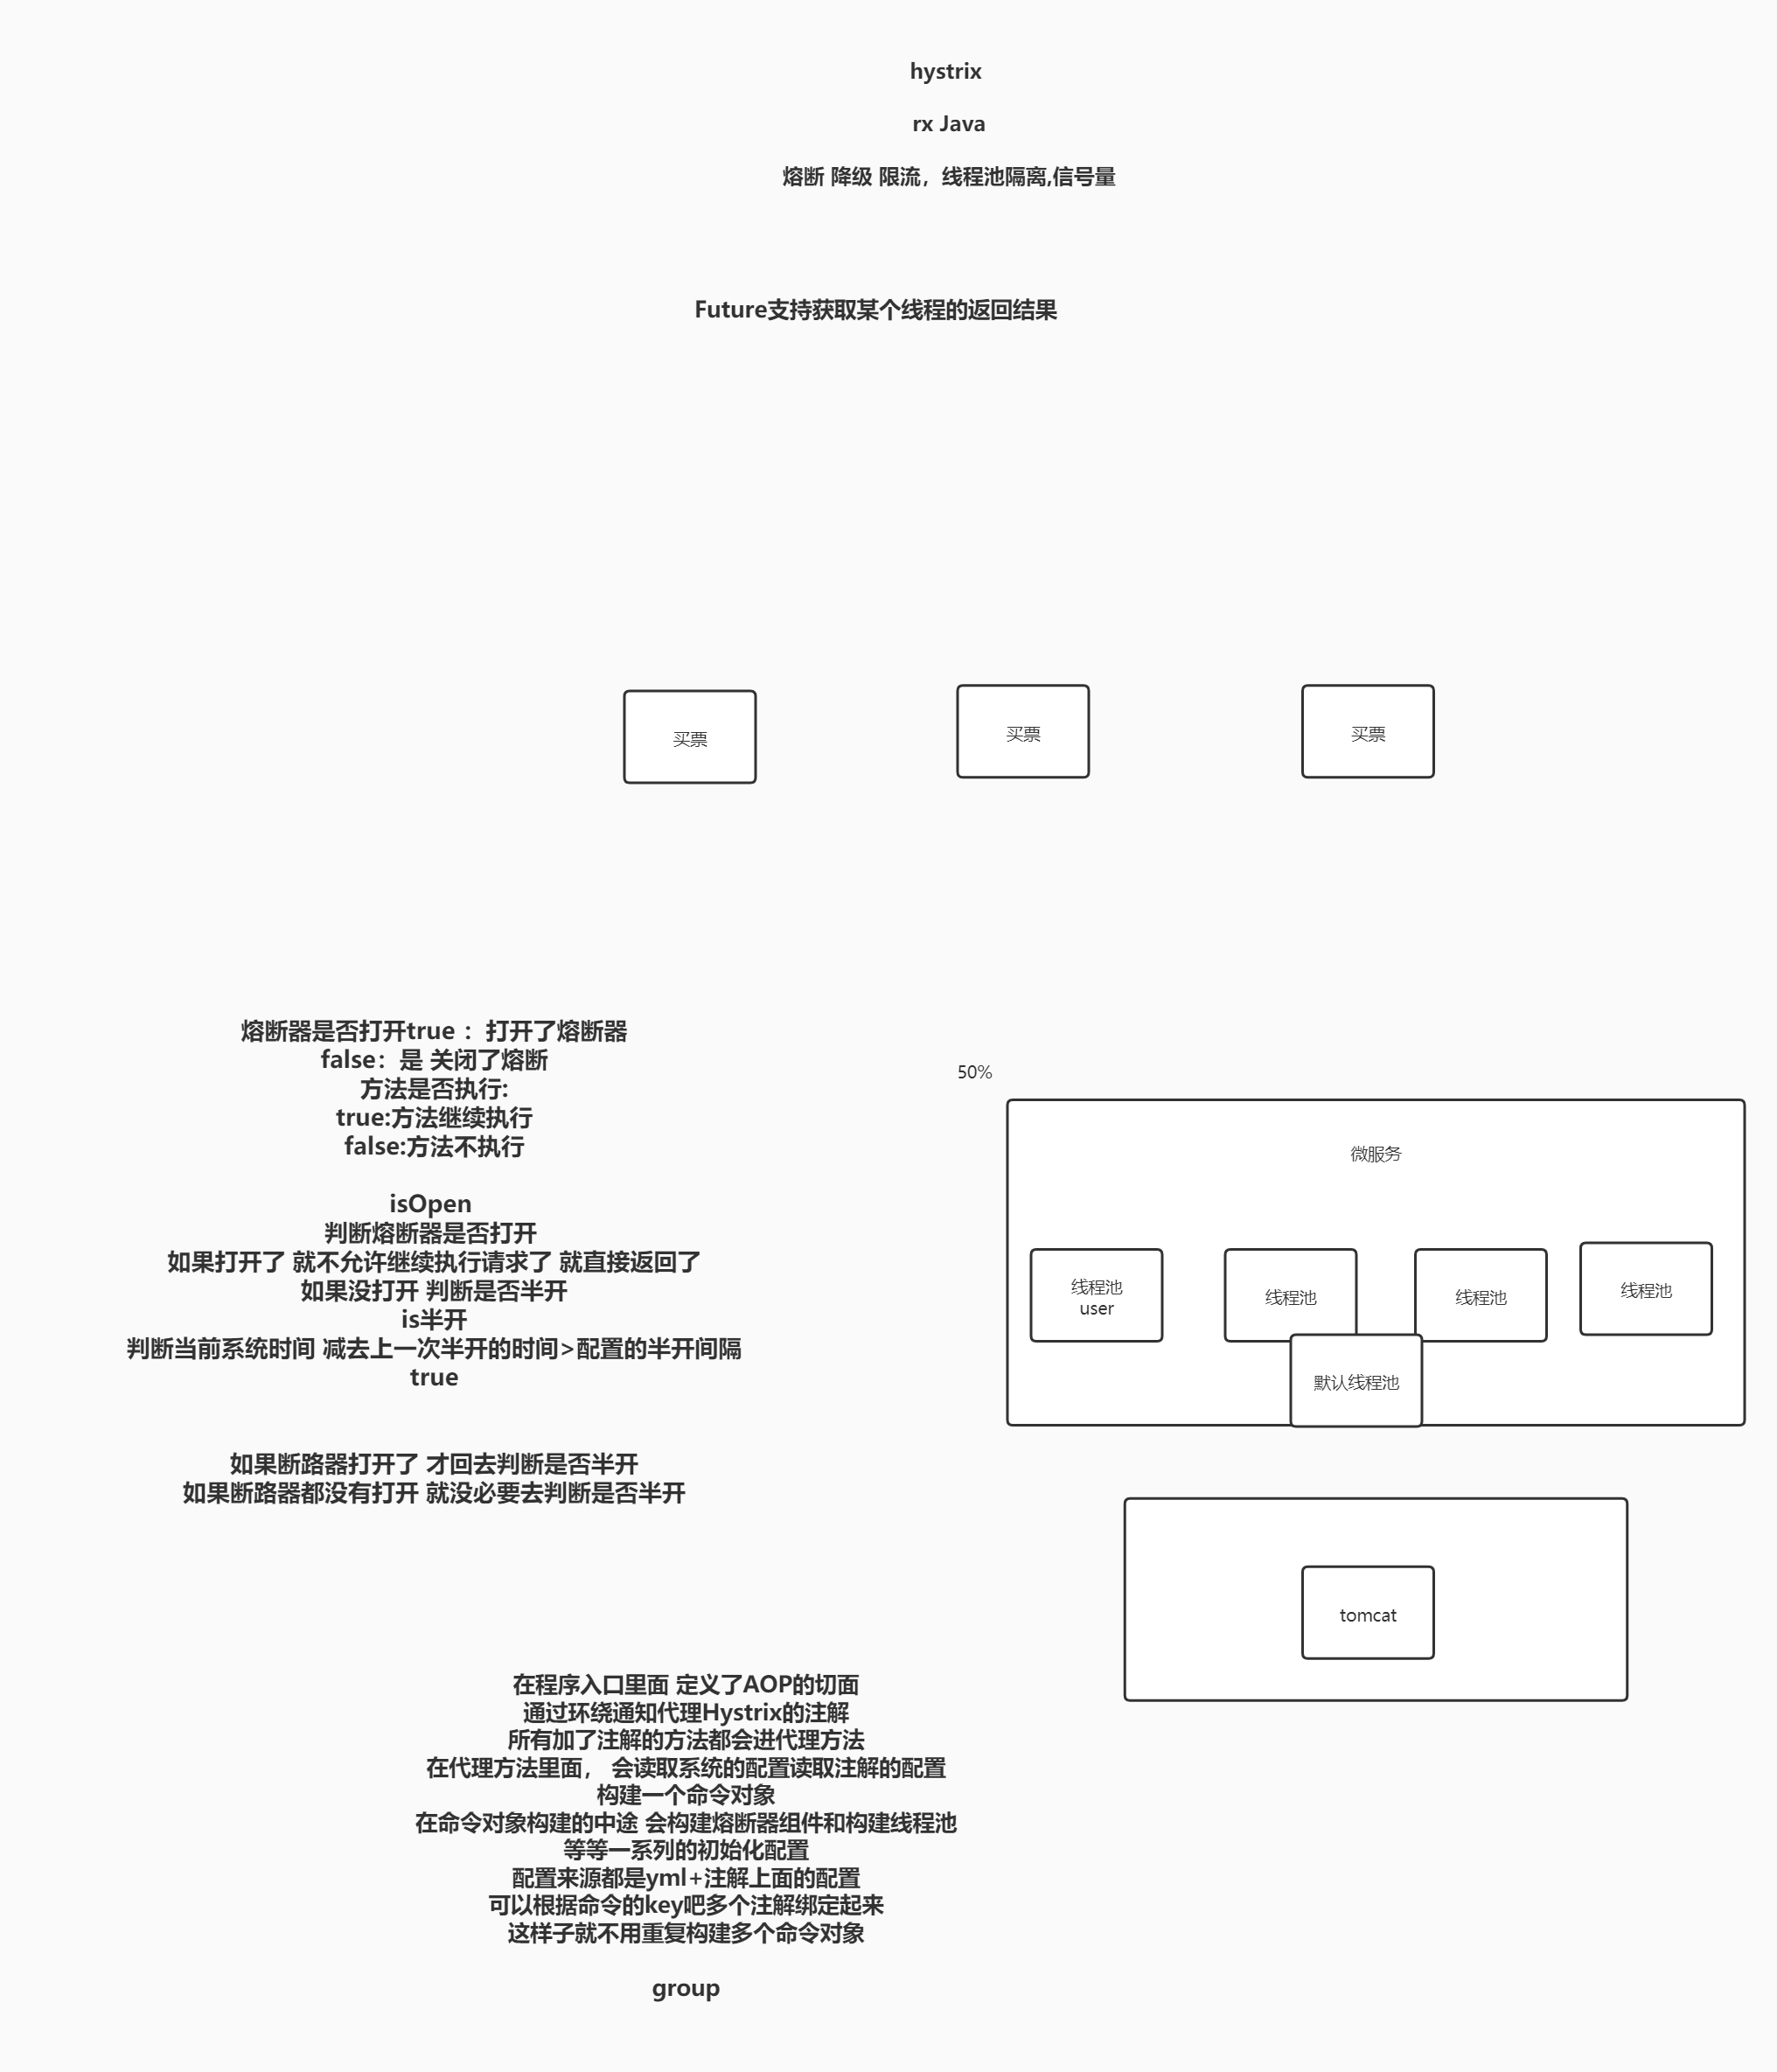 hystrix
rx Java
熔断 降级 限流，线程池隔离,信号量
Future支持获取某个线程的返回结果
买票
买票
买票
熔断器是否打开true ：打开了熔断器
false：是 关闭了熔断
方法是否执行:
true:方法继续执行
false:方法不执行
isOpen
判断熔断器是否打开
如果打开了 就不允许继续执行请求了 就直接返回了
如果没打开 判断是否半开
is半开
判断当前系统时间 减去上一次半开的时间>配置的半开间隔
true
如果断路器打开了 才回去判断是否半开
如果断路器都没有打开 就没必要去判断是否半开
50%
微服务
线程池
user
线程池
线程池
线程池
默认线程池
tomcat
在程序入口里面 定义了AOP的切面
通过环绕通知代理Hystrix的注解
所有加了注解的方法都会进代理方法
在代理方法里面， 会读取系统的配置读取注解的配置
构建一个命令对象
在命令对象构建的中途 会构建熔断器组件和构建线程池
等等一系列的初始化配置
配置来源都是yml+注解上面的配置
可以根据命令的key吧多个注解绑定起来
这样子就不用重复构建多个命令对象
group